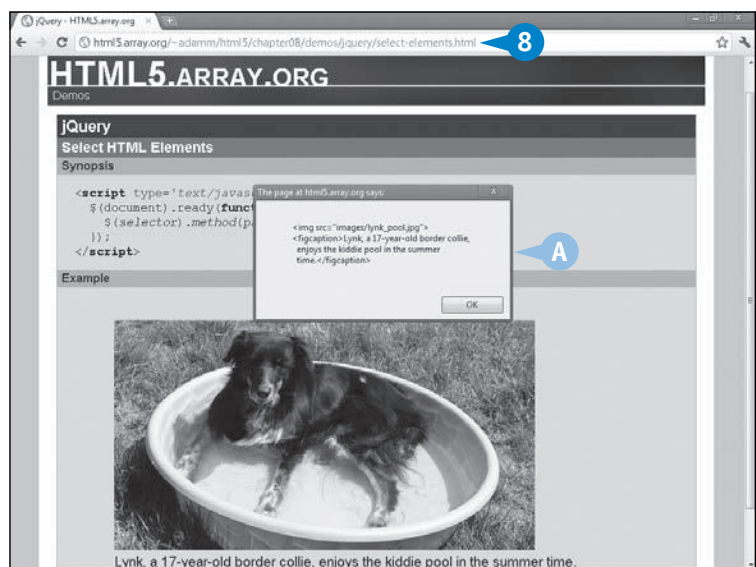 jQuery - HTML5.array.org
html5.array.org/~adamm/html5/chapter08/demos/jquery/select-elements.html
8
HTML5.ARRAY.ORG
Demos
jQuery
Select HTML Elements
Synopsis
<script type='text/javas
$(document).ready(funct
$(selector).method(pa
});
</script>
The page at html5.array.org says:
<img src="images/lynk_pool.jpg">
<figcaption>Lynk, a 17-year-old border collie,
enjoys the kiddie pool in the summer
time.</figcaption>
A
OK
Example
Lynk, a 17-year-old border collie, enjoys the kiddie pool in the summer time.